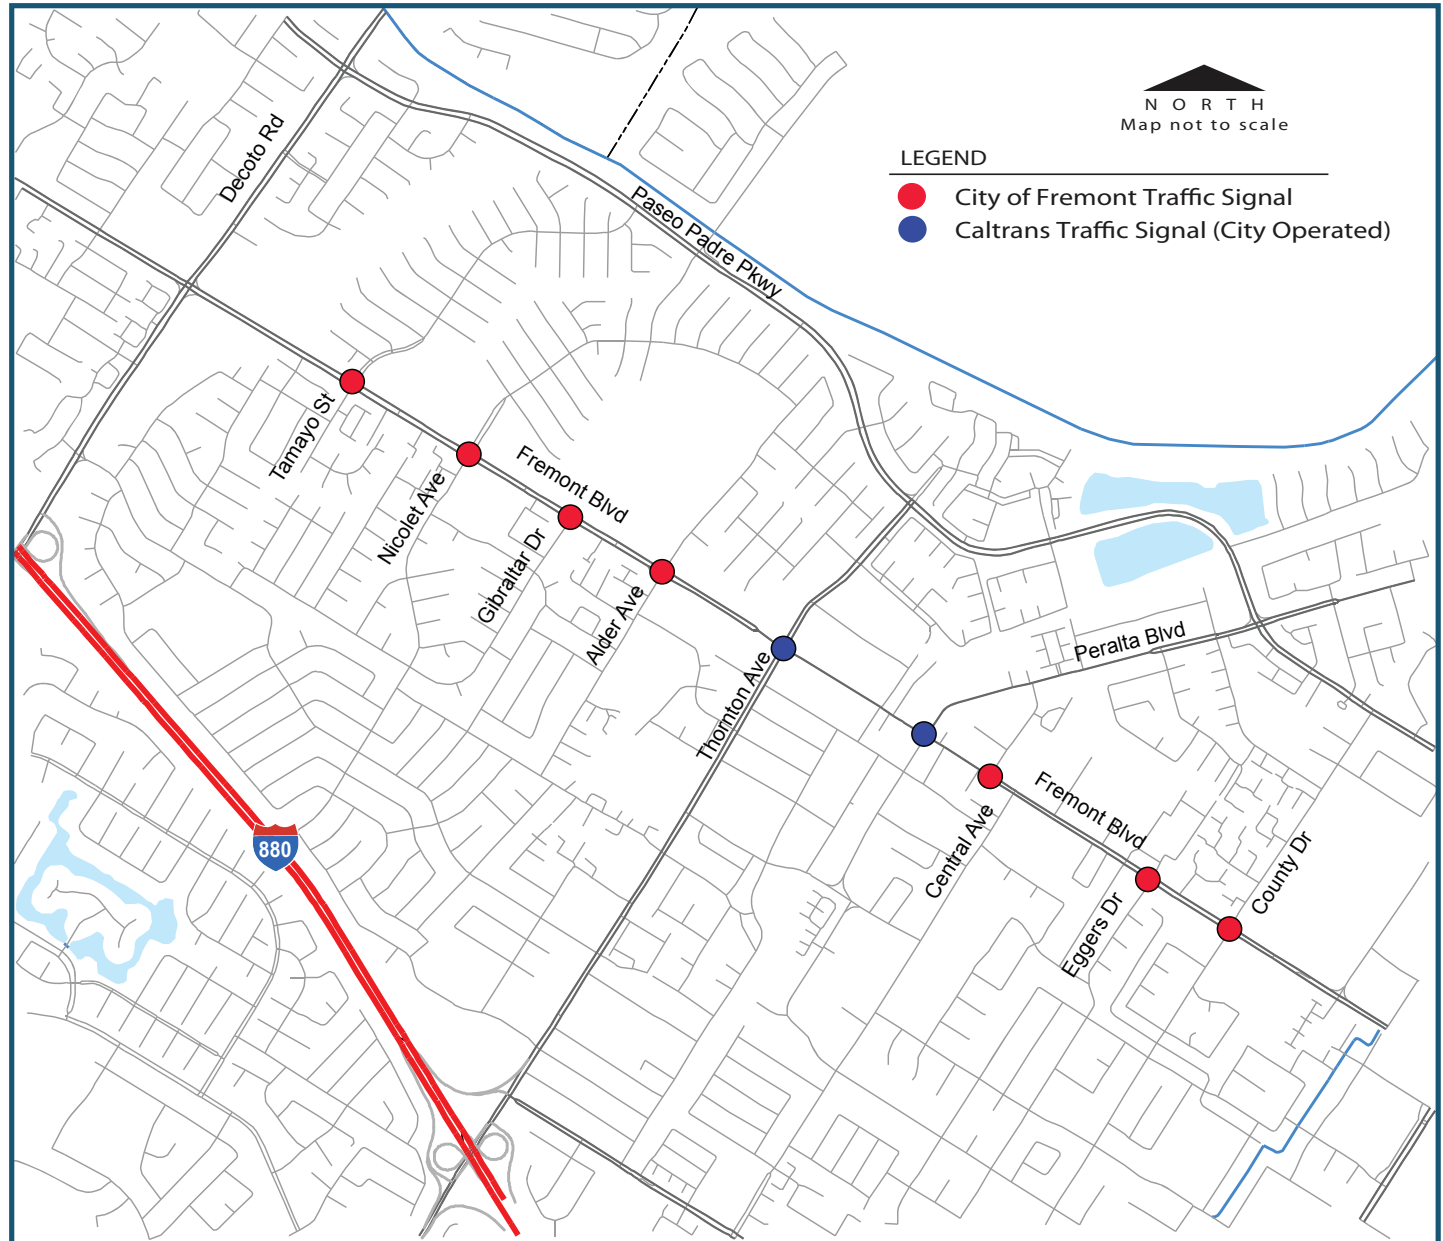 NORTH
Map not to scale
LEGEND
City of Fremont Traffic Signal
Caltrans Traffic Signal (City Operated)
Decoto Rd
Paseo Padre Pkwy
Tamayo St
Nicolet Ave
Fremont Blvd
Gibraltar Dr
Alder Ave
Thornton Ave
Peralta Blvd
Central Ave
Fremont Blvd
Eggers Dr
County Dr
880